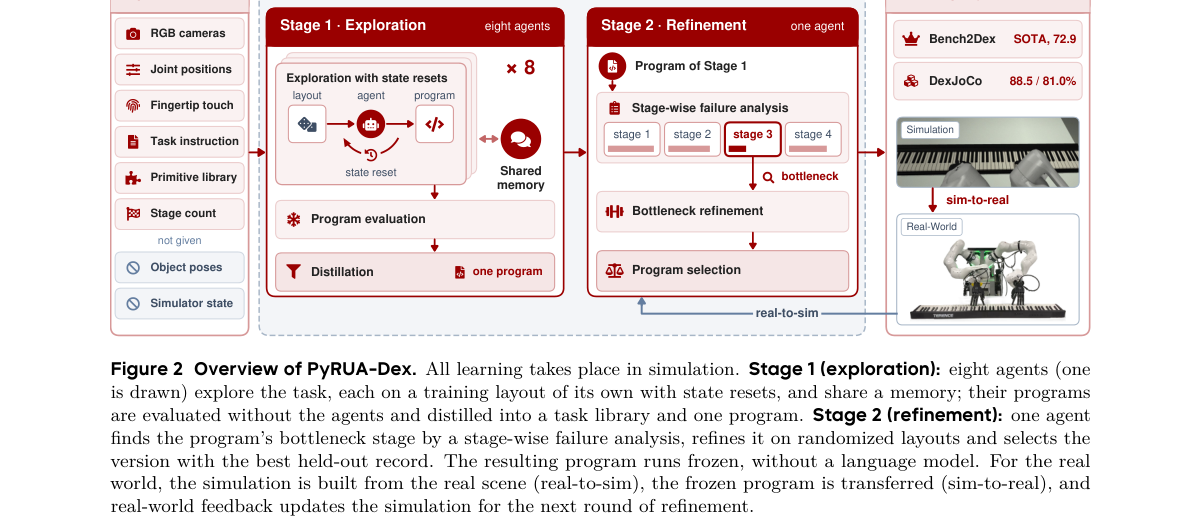 RGB cameras
Joint positions
Fingertip touch
Task instruction
Primitive library
Stage count
not given
Object poses
Simulator state
Stage 1 · Exploration eight agents
Exploration with state resets
× 8
layout agent program
state reset
Shared
memory
Program evaluation
Distillation one program
Stage 2 · Refinement one agent
Program of Stage 1
Stage-wise failure analysis
stage 1 stage 2 stage 3 stage 4
bottleneck
Bottleneck refinement
Program selection
real-to-sim
Bench2Dex SOTA, 72.9
DexJoCo 88.5 / 81.0%
Simulation
sim-to-real
Real-World
Figure 2 Overview of PyRUA-Dex. All learning takes place in simulation. Stage 1 (exploration): eight agents (one
is drawn) explore the task, each on a training layout of its own with state resets, and share a memory; their programs
are evaluated without the agents and distilled into a task library and one program. Stage 2 (refinement): one agent
finds the program's bottleneck stage by a stage-wise failure analysis, refines it on randomized layouts and selects the
version with the best held-out record. The resulting program runs frozen, without a language model. For the real
world, the simulation is built from the real scene (real-to-sim), the frozen program is transferred (sim-to-real), and
real-world feedback updates the simulation for the next round of refinement.